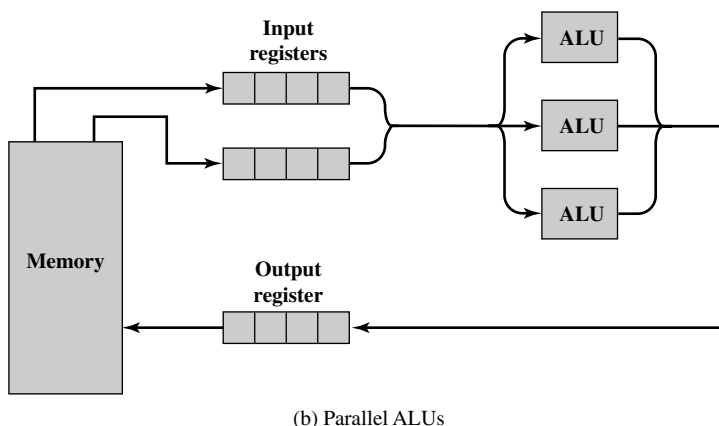 Input
registers
ALU
ALU
ALU
Memory
Output
register
(b) Parallel ALUs